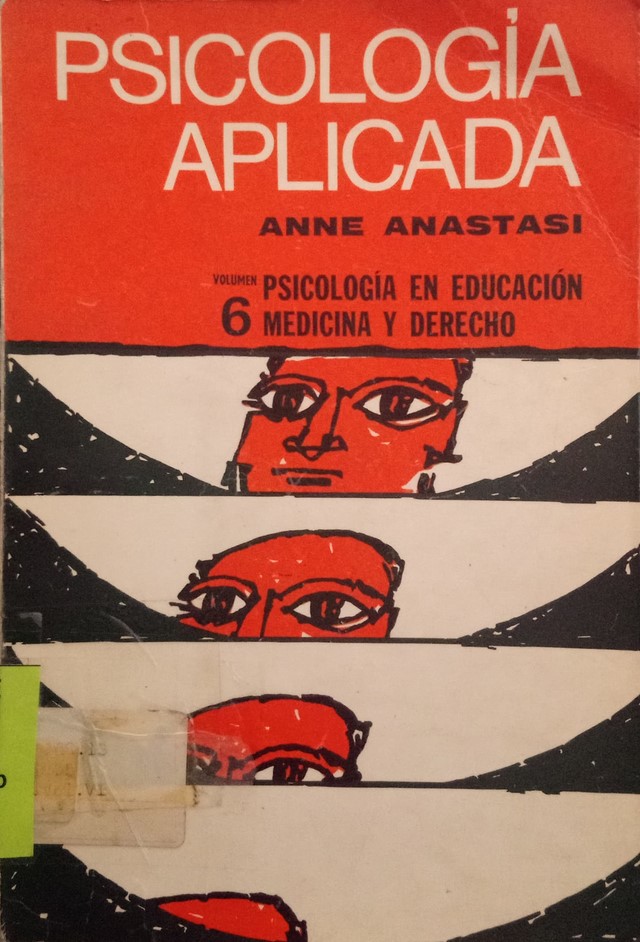 PSICOLOGÍA
APLICADA
ANNE ANASTASI
VOLUMEN
6
PSICOLOGÍA EN EDUCACIÓN
MEDICINA Y DERECHO